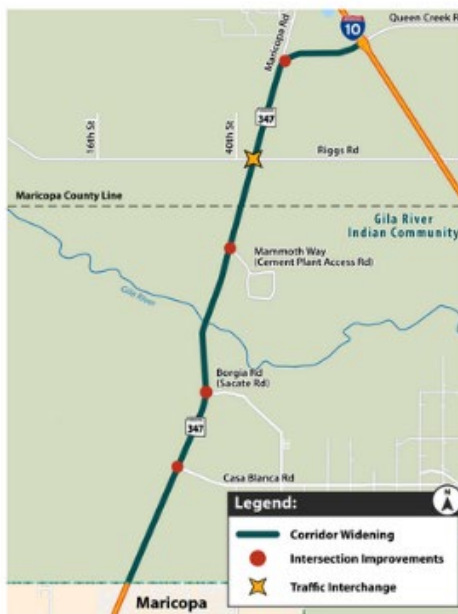 Queen Creek R
10
Maricopa Rd
347
16th St
40th St
Riggs Rd
Maricopa County Line
Gila River
Indian Community
Mammoth Way
(Cement Plant Access Rd)
Gila River
Borgia Rd
(Sacate Rd)
347
Casa Blanca Rd
Legend:
N
Corridor Widening
Intersection Improvements
Traffic Interchange
Maricopa